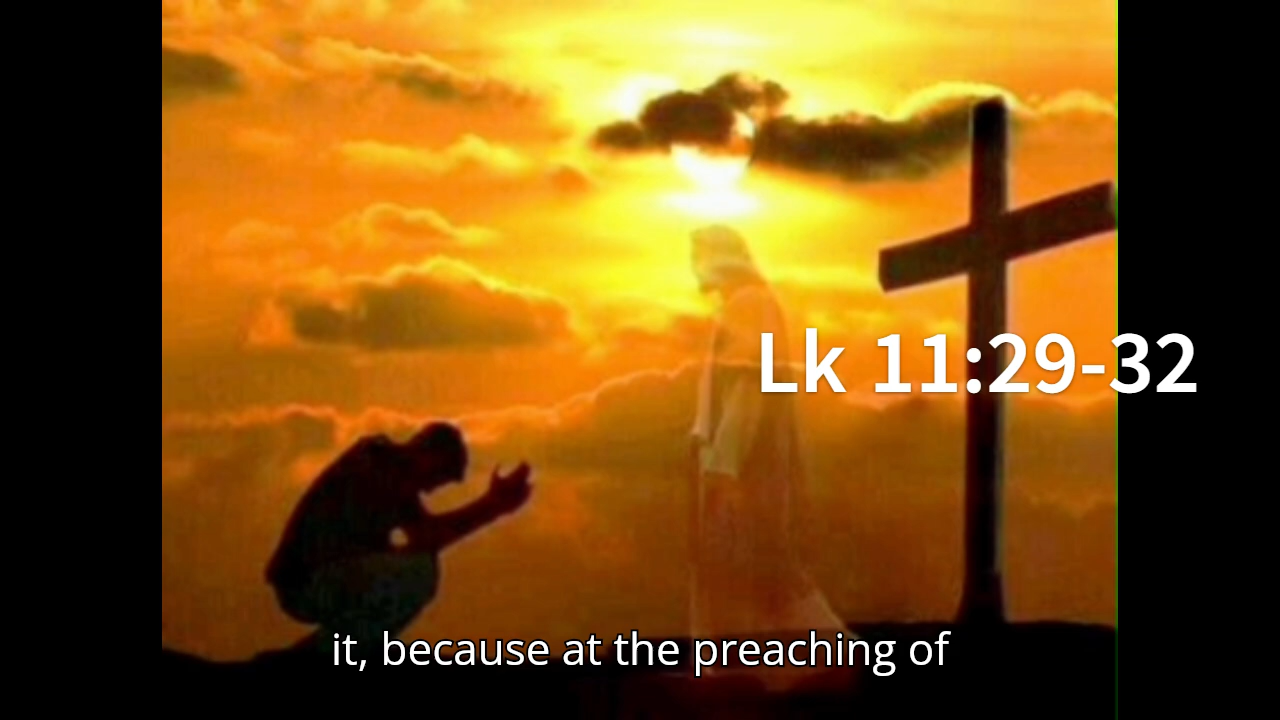 Lk 11:29-32
it, because at the preaching of